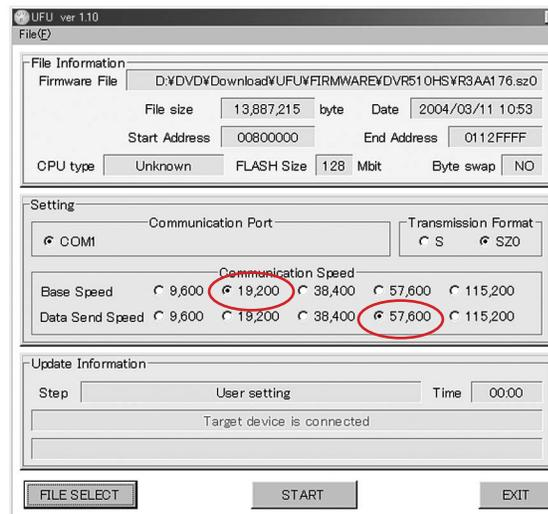 UFU ver 1.10
File(F)
File Information
Firmware File D:¥DVD¥Download¥UFU¥FIRMWARE¥DVR510HS¥R3AA176.sz0
File size 13,887,215 byte Date 2004/03/11 10:53
Start Address 00800000 End Address 0112FFFF
CPU type Unknown FLASH Size 128 Mbit Byte swap NO
Setting
Communication Port Transmission Format
COM1 S SZ0
Communication Speed
Base Speed 9,600 19,200 38,400 57,600 115,200
Data Send Speed 9,600 19,200 38,400 57,600 115,200
Update Information
Step User setting Time 00:00
Target device is connected
FILE SELECT START EXIT